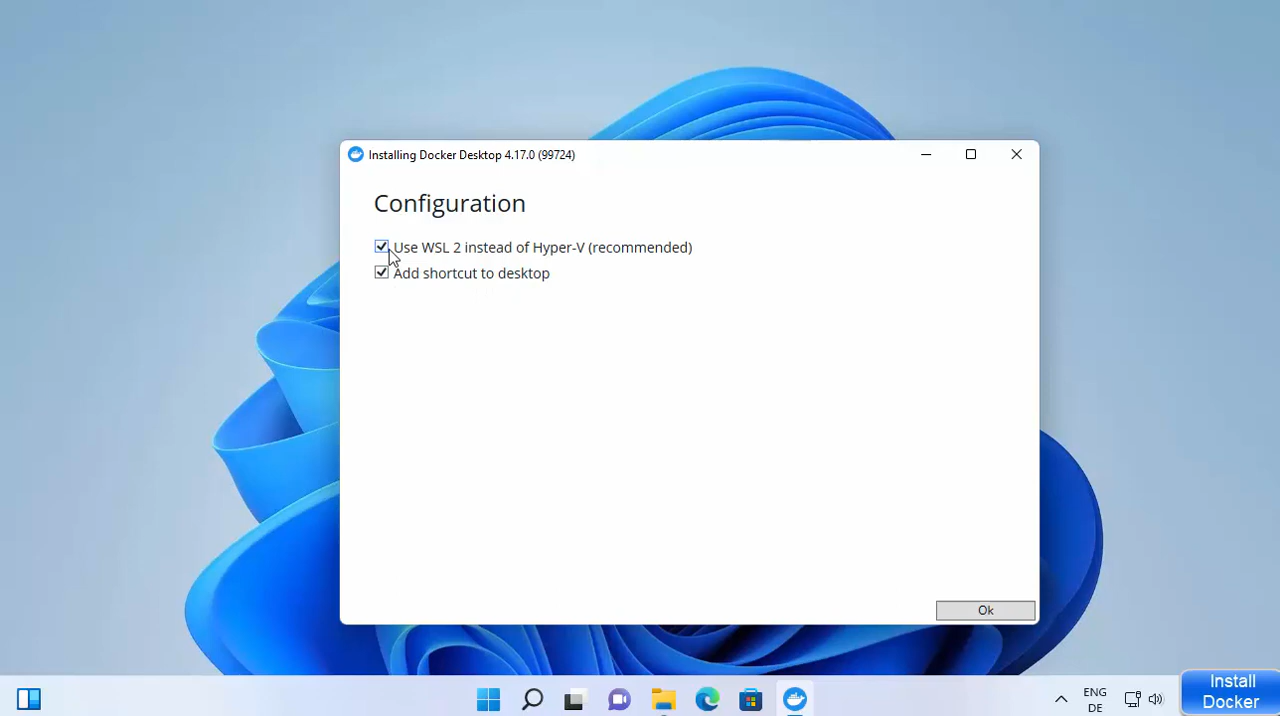 Installing Docker Desktop 4.17.0 (99724)
Configuration
Use WSL 2 instead of Hyper-V (recommended)
Add shortcut to desktop
Ok
ENG
DE
Install
Docker